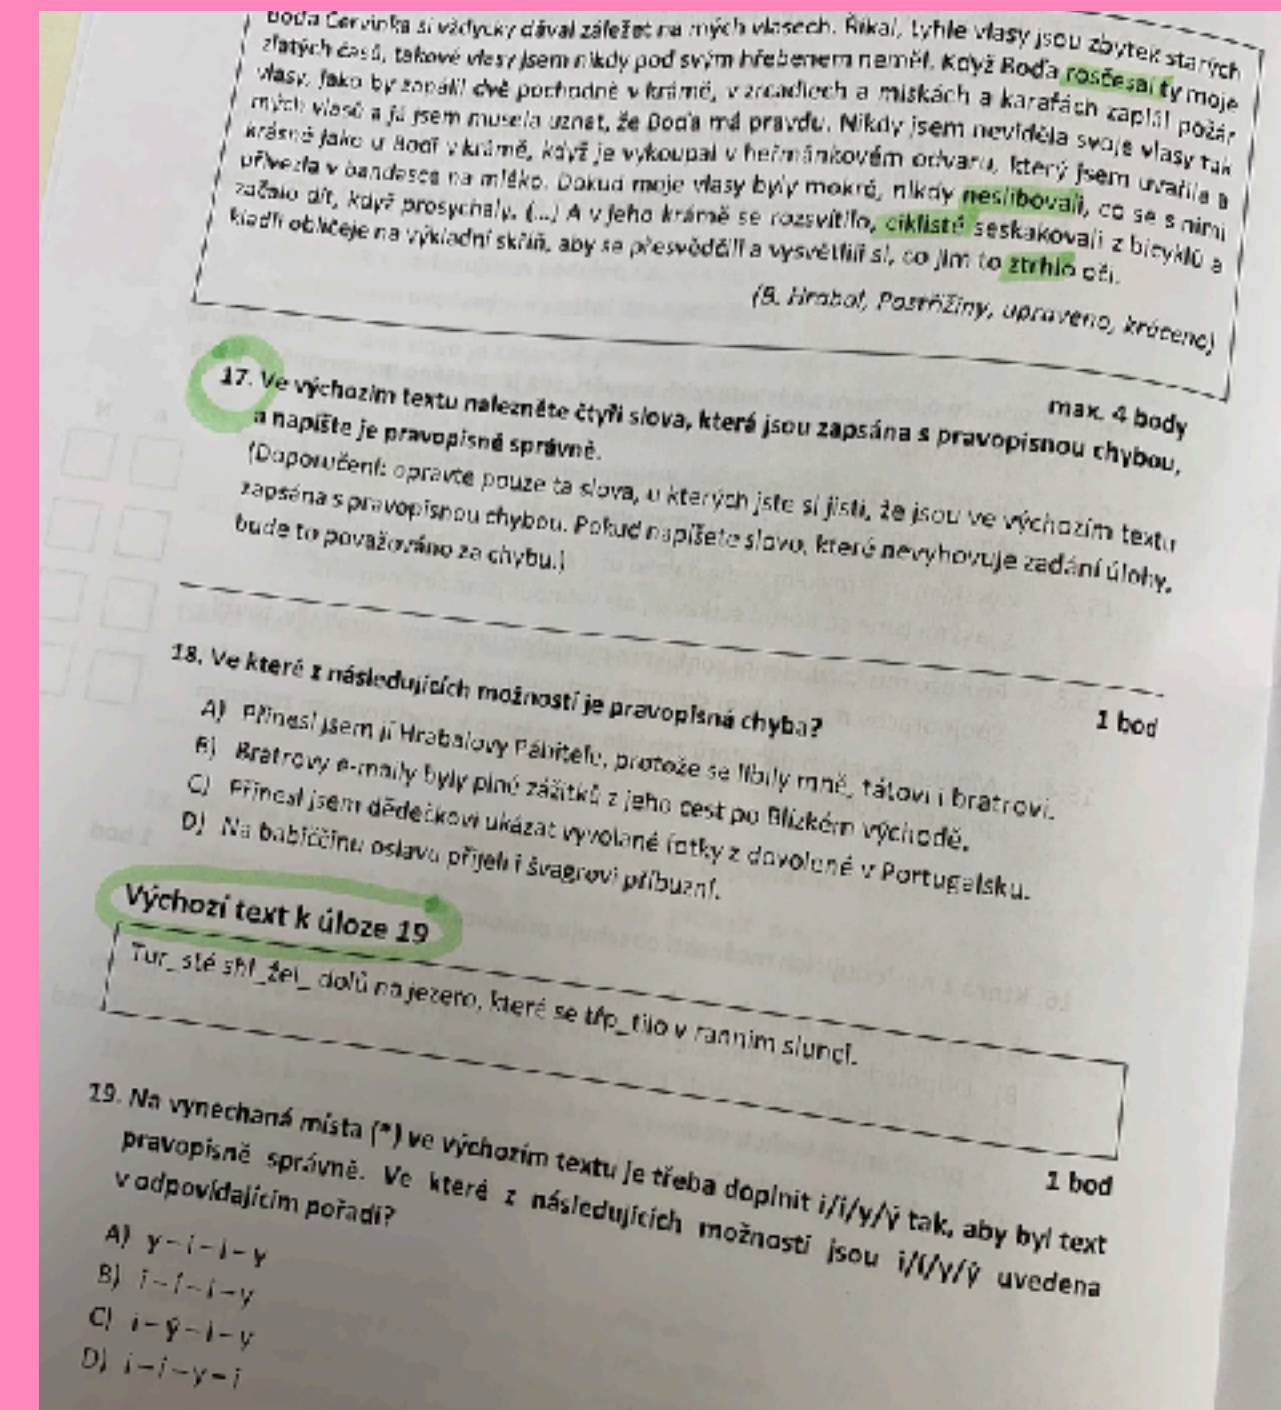 Boďa Červinka si vždycky dával záležet na mých vlasech. Říkal, tyhle vlasy jsou zbytek starých
zlatých časů, takové vlasy jsem nikdy pod svým hřebenem neměl. Když Boďa rosčesal ty moje
vlasy, jako by zapálil dvě pochodně v krámě, v zrcadlech a miskách a karafách zaplál požár
mých vlasů a já jsem musela uznat, že Boďa má pravdu. Nikdy jsem neviděla svoje vlasy tak
krásné jako u Bodi v krámě, když je vykoupal v heřmánkovém odvaru, který jsem uvařila a
přivezla v bandasce na mléko. Dokud moje vlasy byly mokré, nikdy neslibovali, co se s nimi
začalo dít, když prosychaly. (...) A v jeho krámě se rozsvítilo, ciklisté seskakovali z bicyklů a
kladli obličeje na výkladní skříň, aby se přesvědčili a vysvětlili si, co jim to ztrhlo oči.
(B. Hrabal, Postřižiny, upraveno, kráceno)
max. 4 body
17. Ve výchozím textu nalezněte čtyři slova, která jsou zapsána s pravopisnou chybou,
a napište je pravopisně správně.
(Doporučení: opravte pouze ta slova, u kterých jste si jisti, že jsou ve výchozím textu
zapsána s pravopisnou chybou. Pokud napíšete slovo, které nevyhovuje zadání úlohy,
bude to považováno za chybu.)
1 bod
18. Ve které z následujících možností je pravopisná chyba?
A) Přinesl jsem jí Hrabalovy Pábitele, protože se líbily mně, tátovi i bratrovi.
B) Bratrovy e-maily byly plné zážitků z jeho cest po Blízkém východě.
C) Přinesl jsem dědečkovi ukázat vyvolané fotky z dovolené v Portugalsku.
D) Na babiččinu oslavu přijeli i švagrovi příbuzní.
Výchozí text k úloze 19
Tur_sté shl_žel_ dolů na jezero, které se třp_tilo v ranním slunci.
1 bod
19. Na vynechaná místa (*) ve výchozím textu je třeba doplnit i/í/y/ý tak, aby byl text
pravopisně správně. Ve které z následujících možností jsou i/í/y/ý uvedena
v odpovídajícím pořadí?
A) y – í – i – y
B) i – í – i – y
C) i – ý – i – y
D) i – í – y – i